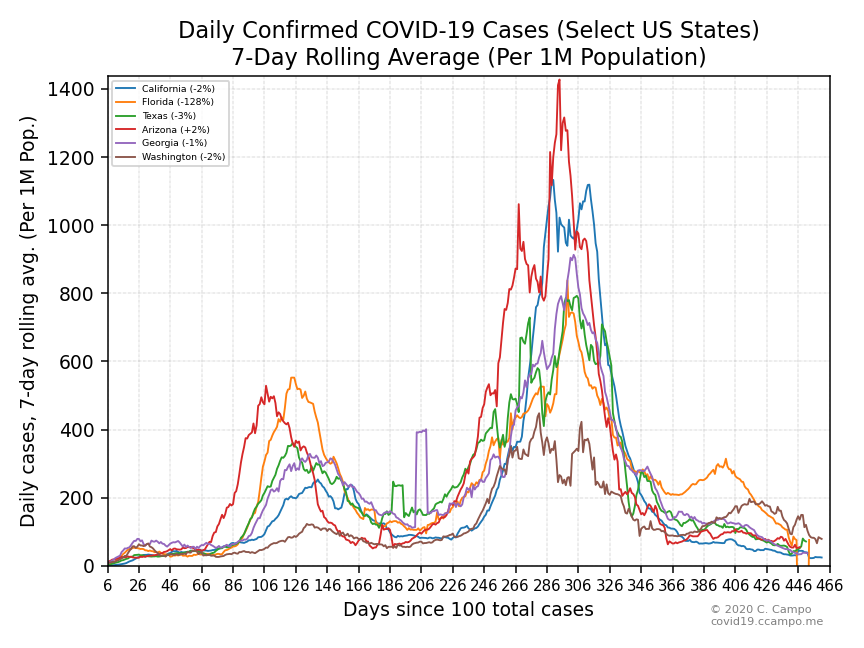 Daily Confirmed COVID-19 Cases (Select US States)
7-Day Rolling Average (Per 1M Population)
Daily cases, 7-day rolling avg. (Per 1M Pop.)
1400
1200
1000
800
600
400
200
0
California (-2%)
Florida (-128%)
Texas (-3%)
Arizona (+2%)
Georgia (-1%)
Washington (-2%)
6 26 46 66 86 106 126 146 166 186 206 226 246 266 286 306 326 346 366 386 406 426 446 466
Days since 100 total cases
© 2020 C. Campo
covid19.ccampo.me